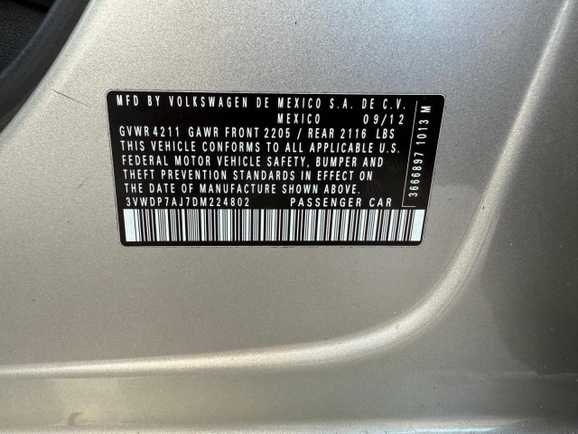 MFD BY VOLKSWAGEN DE MEXICO S.A. DE C.V.
MEXICO 09/12
GVWR 4211 GAWR FRONT 2205 / REAR 2116 LBS
THIS VEHICLE CONFORMS TO ALL APPLICABLE U.S.
FEDERAL MOTOR VEHICLE SAFETY, BUMPER AND
THEFT PREVENTION STANDARDS IN EFFECT ON
THE DATE OF MANUFACTURE SHOWN ABOVE.
3VWDP7AJ7DM224802 PASSENGER CAR
36668971013 M